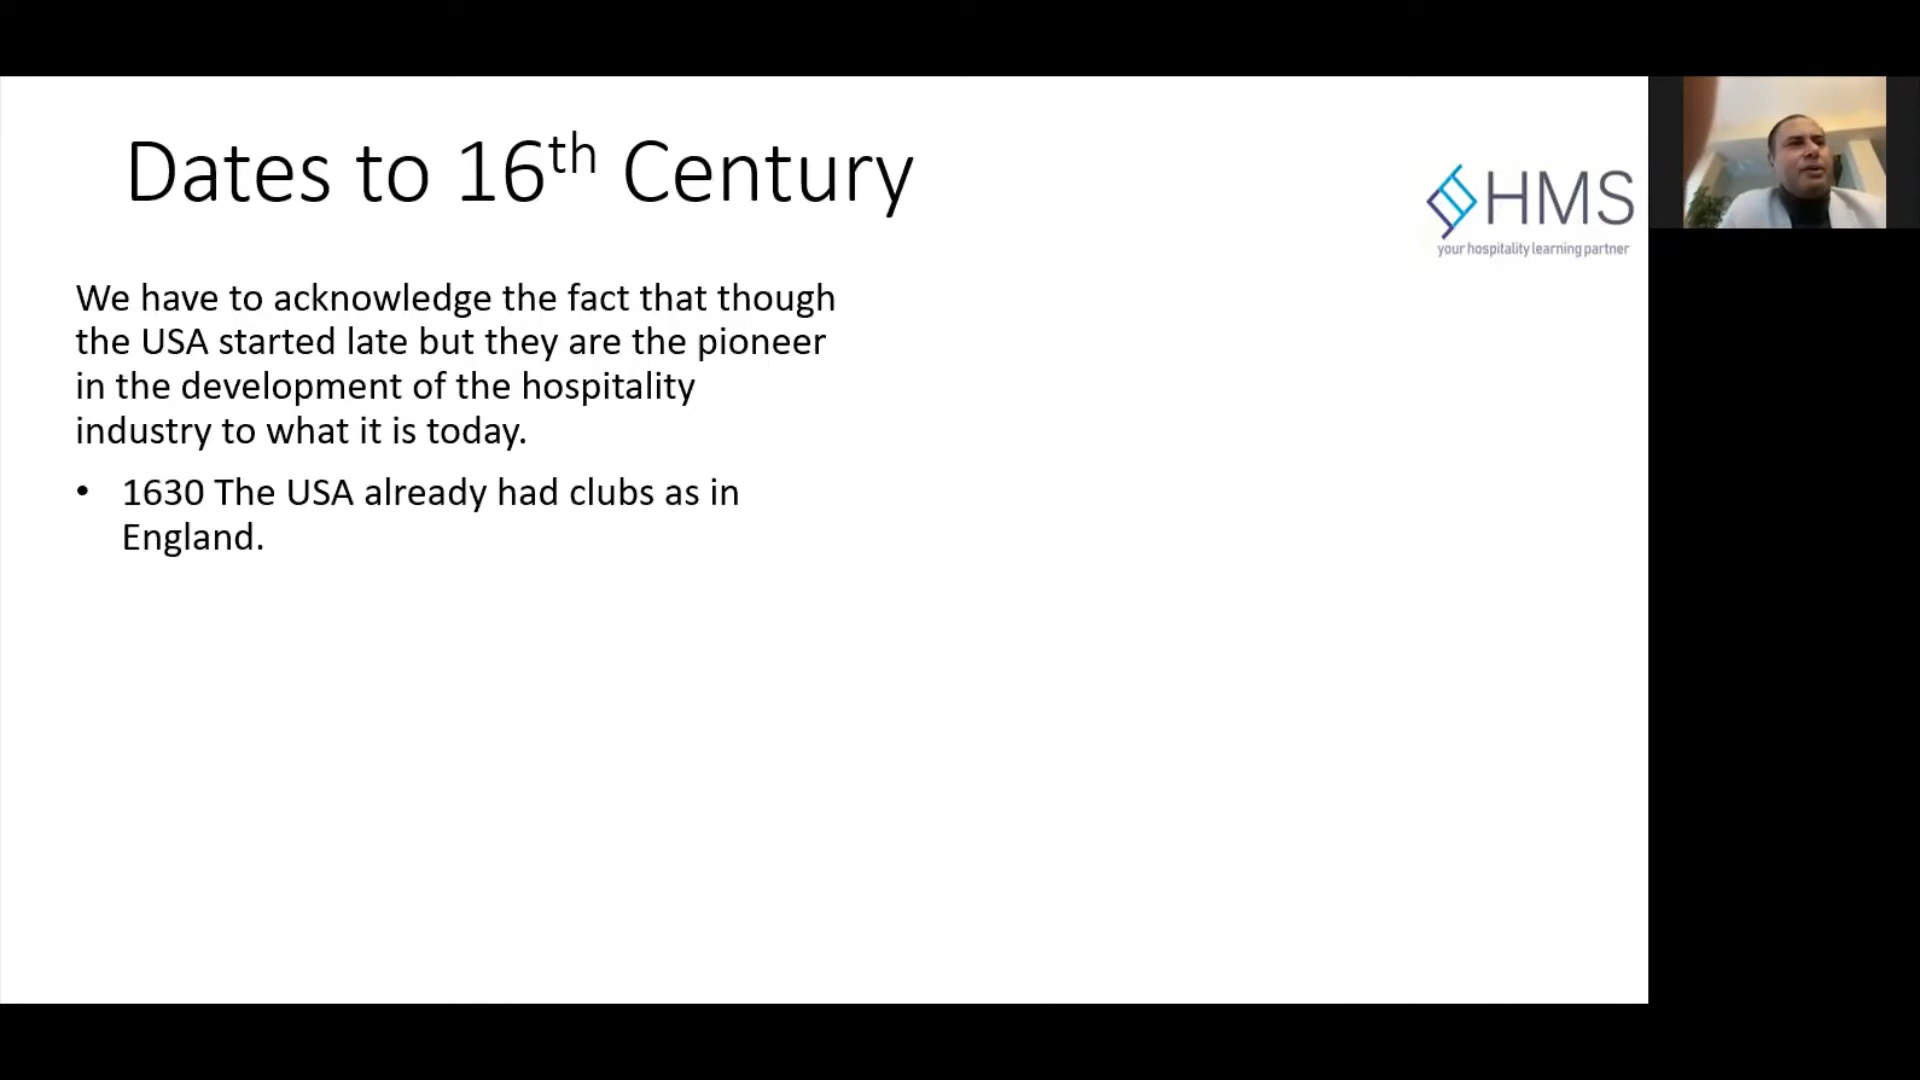 Dates to 16th Century
HMS
your hospitality learning partner
We have to acknowledge the fact that though
the USA started late but they are the pioneer
in the development of the hospitality
industry to what it is today.
• 1630 The USA already had clubs as in
England.